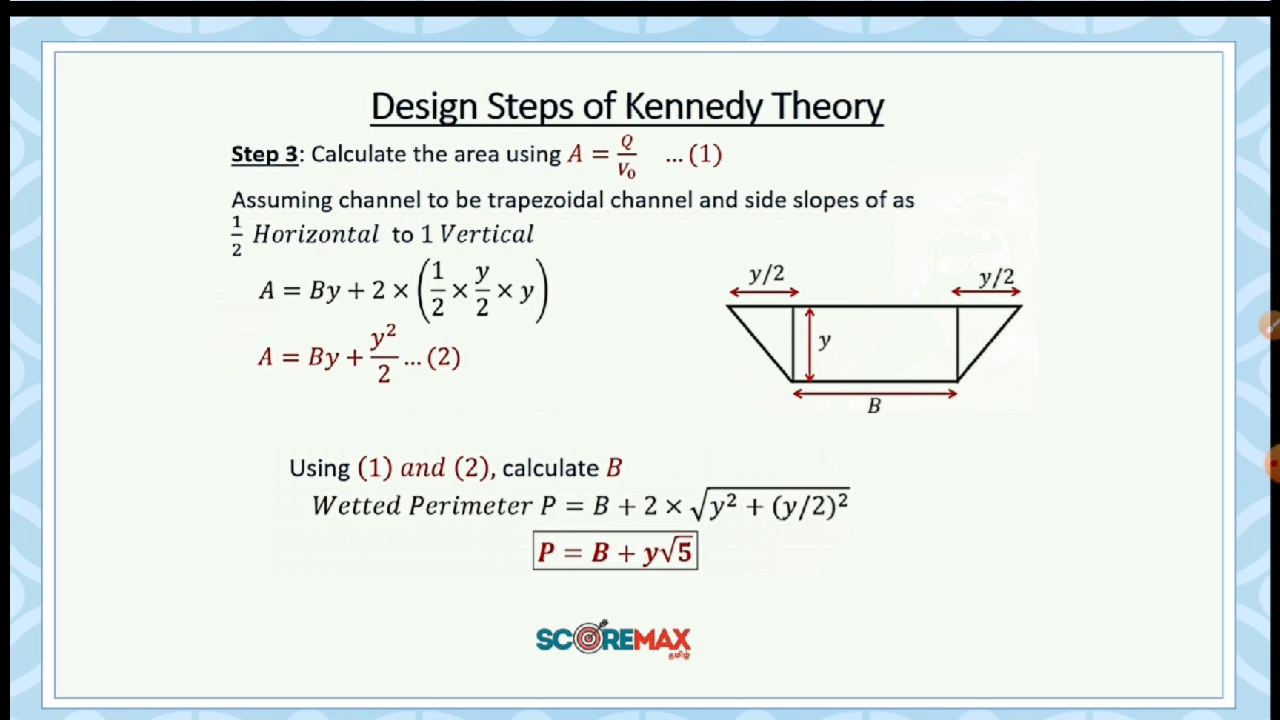 Design Steps of Kennedy Theory
Step 3: Calculate the area using A = Q/V₀ ...(1)
Assuming channel to be trapezoidal channel and side slopes of as
1/2 Horizontal to 1 Vertical
A = By + 2 × (1/2 × y/2 × y)
A = By + y²/2 ...(2)
y/2
y/2
y
B
Using (1) and (2), calculate B
Wetted Perimeter P = B + 2 × √(y² + (y/2)²)
P = B + y√5
SCOREMAX
தமிழ்